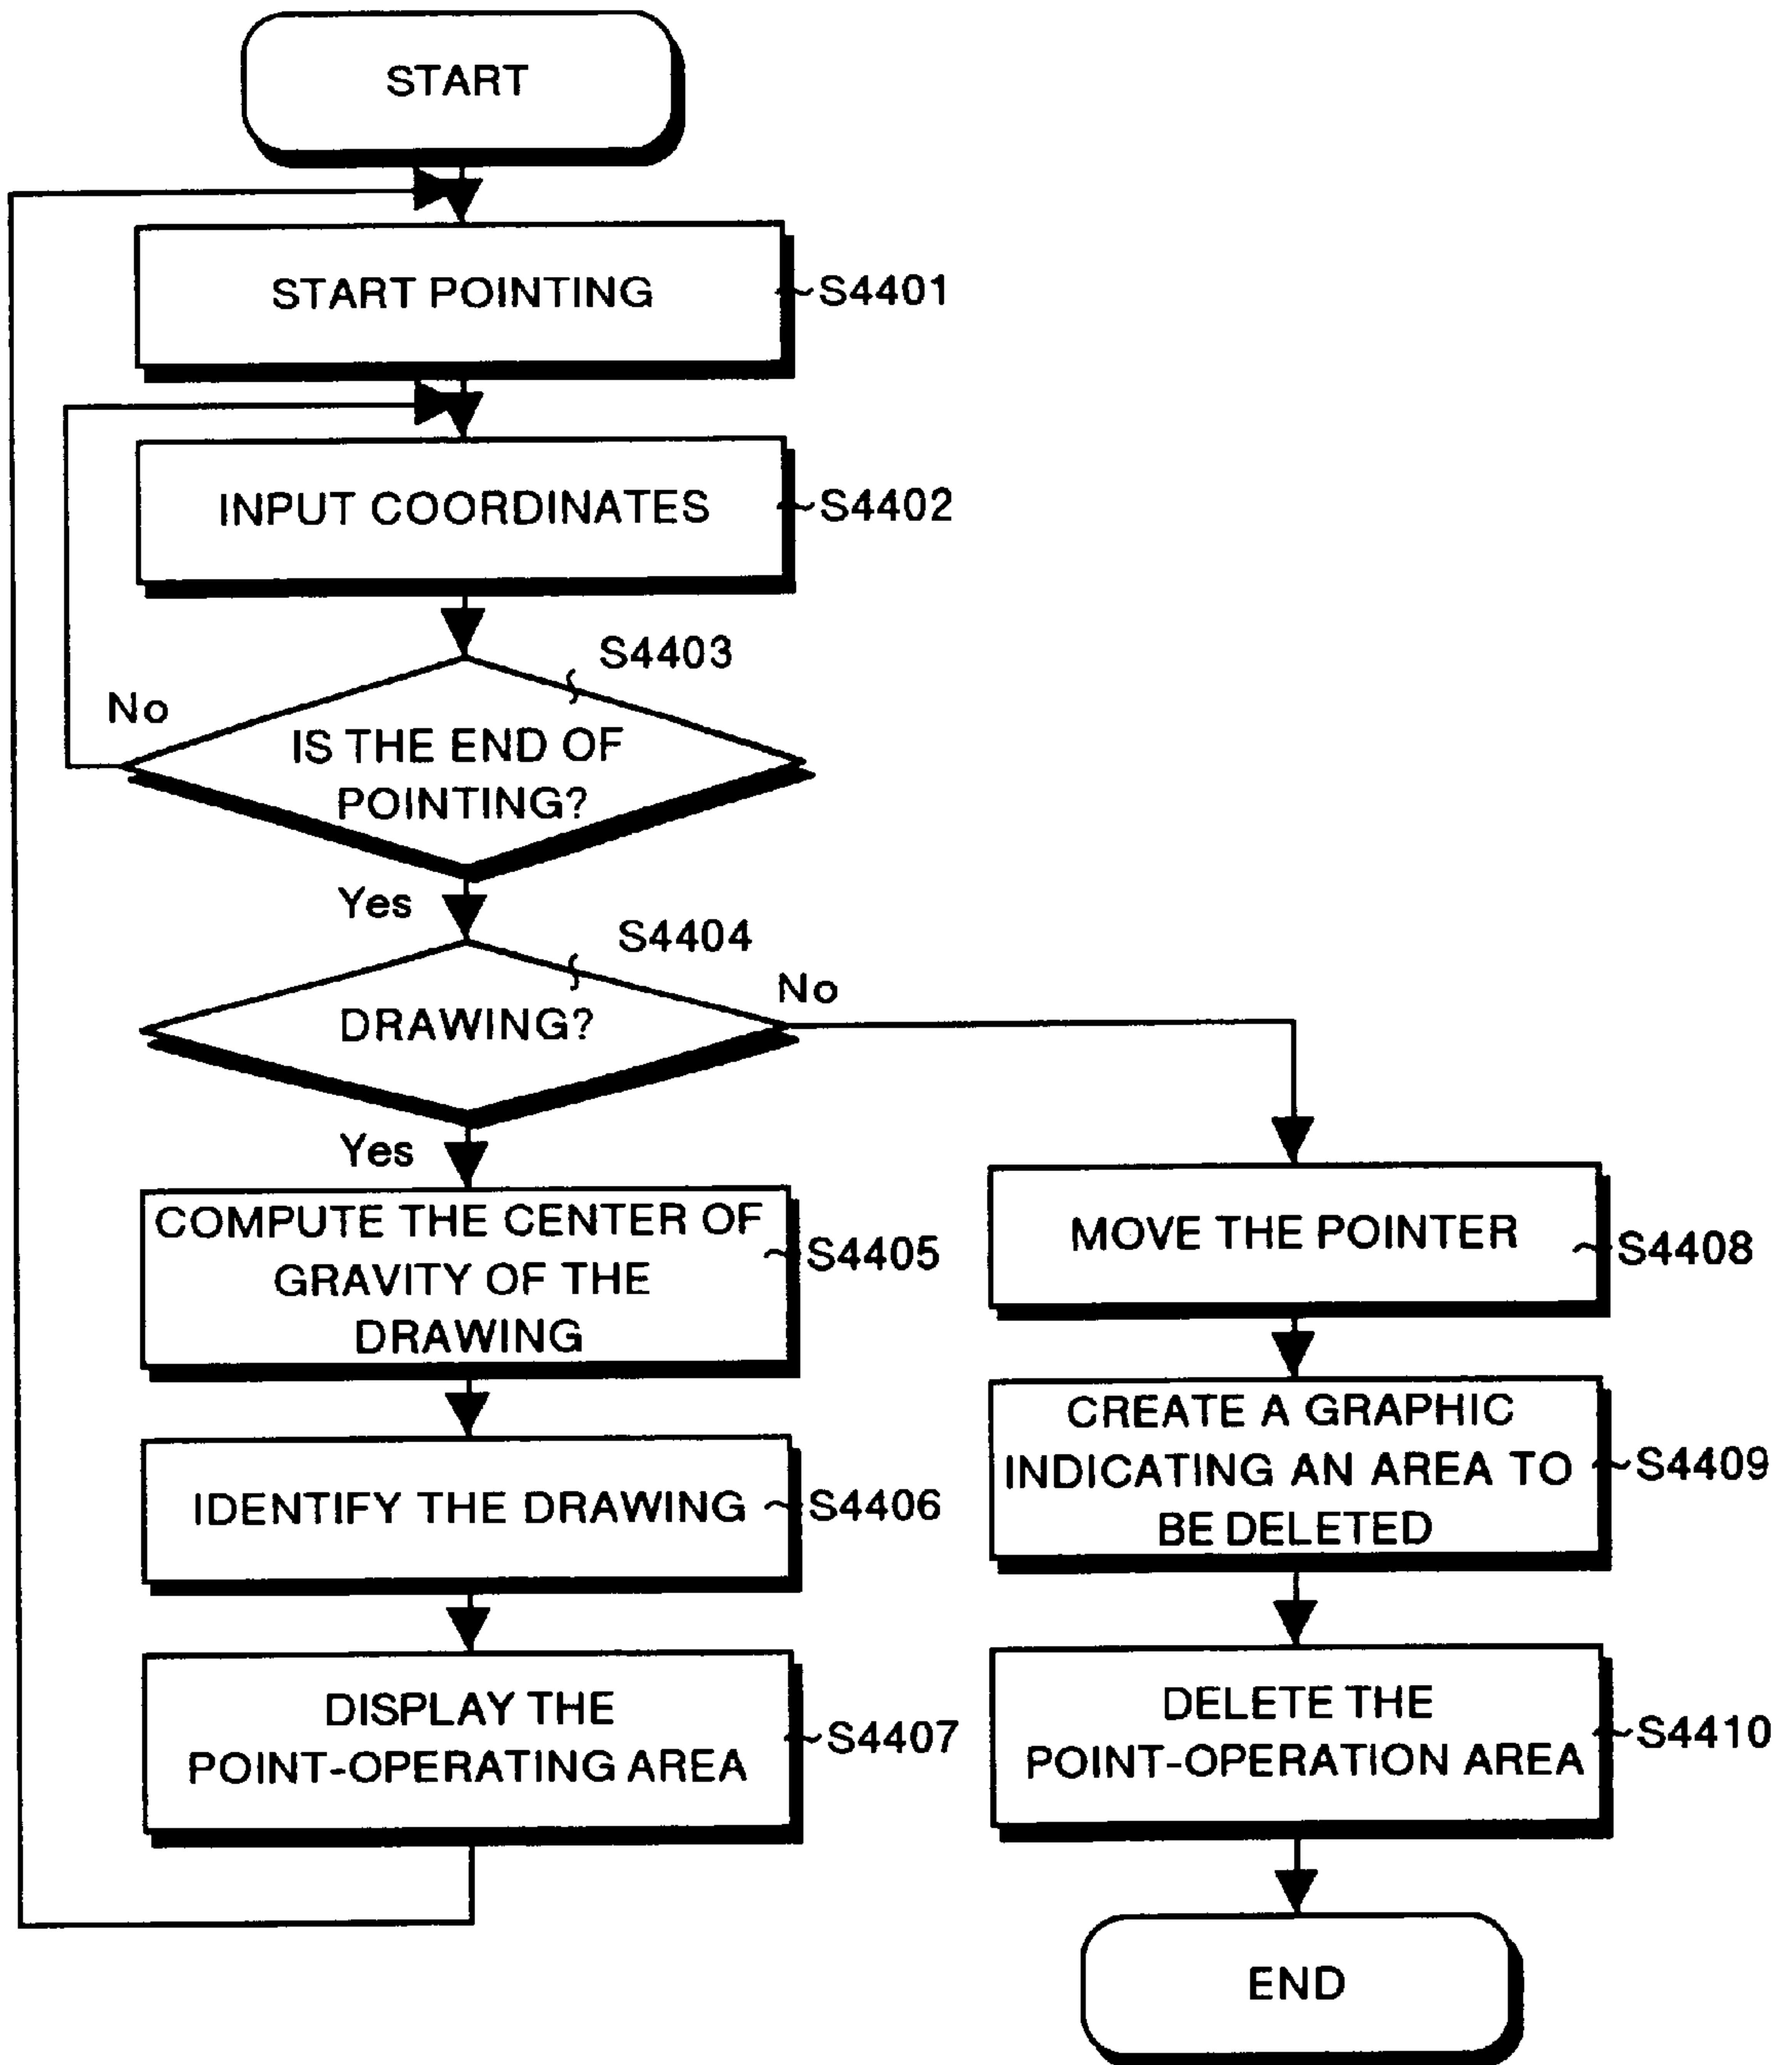 START
START POINTING
S4401
INPUT COORDINATES
S4402
S4403
No
IS THE END OF
POINTING?
Yes
S4404
No
DRAWING?
Yes
COMPUTE THE CENTER OF
GRAVITY OF THE
DRAWING
S4405
IDENTIFY THE DRAWING
S4406
DISPLAY THE
POINT-OPERATING AREA
S4407
MOVE THE POINTER
S4408
CREATE A GRAPHIC
INDICATING AN AREA TO
BE DELETED
S4409
DELETE THE
POINT-OPERATION AREA
S4410
END